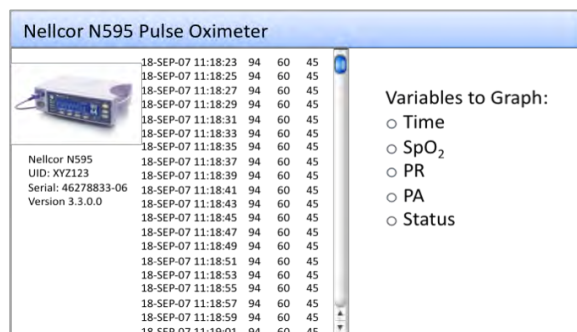 Nellcor N595 Pulse Oximeter
18-SEP-07 11:18:23 94 60 45
18-SEP-07 11:18:25 94 60 45
18-SEP-07 11:18:27 94 60 45
18-SEP-07 11:18:29 94 60 45
18-SEP-07 11:18:31 94 60 45
18-SEP-07 11:18:33 94 60 45
18-SEP-07 11:18:35 94 60 45
18-SEP-07 11:18:37 94 60 45
18-SEP-07 11:18:39 94 60 45
18-SEP-07 11:18:41 94 60 45
18-SEP-07 11:18:43 94 60 45
18-SEP-07 11:18:45 94 60 45
18-SEP-07 11:18:47 94 60 45
18-SEP-07 11:18:49 94 60 45
18-SEP-07 11:18:51 94 60 45
18-SEP-07 11:18:53 94 60 45
18-SEP-07 11:18:55 94 60 45
18-SEP-07 11:18:57 94 60 45
18-SEP-07 11:18:59 94 60 45
18-SEP-07 11:19:01 94 60 45
Nellcor N595
UID: XYZ123
Serial: 46278833-06
Version 3.3.0.0
Variables to Graph:
Time
SpO₂
PR
PA
Status